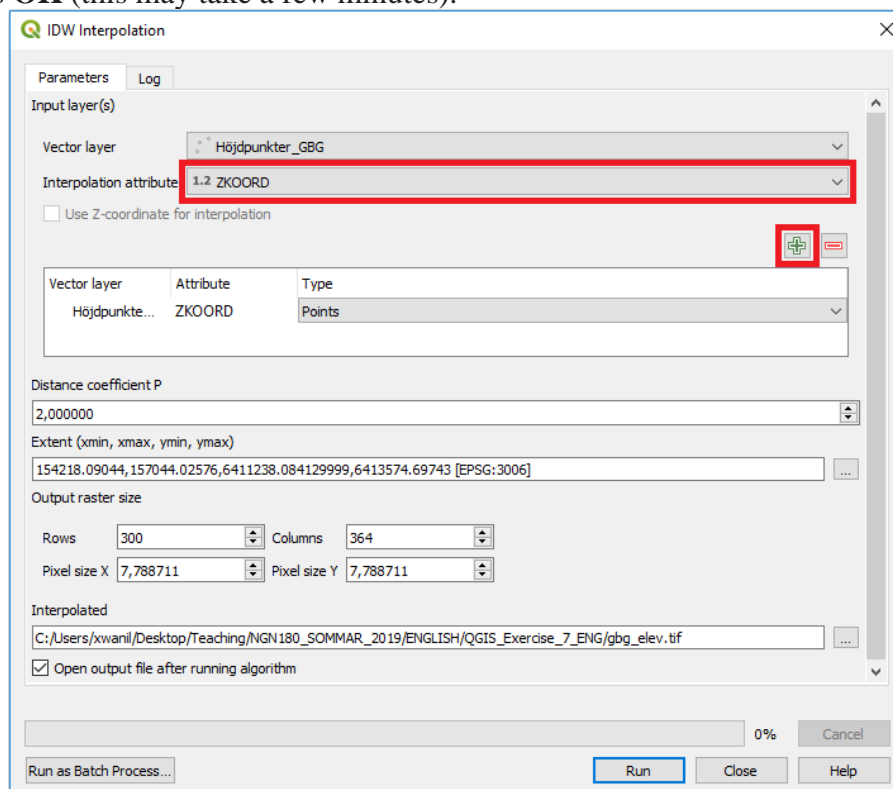 OK (this may take a few minutes).
IDW Interpolation
Parameters Log
Input layer(s)
Vector layer Höjdpunkter_GBG
Interpolation attribute 1.2 ZKOORD
Use Z-coordinate for interpolation
Vector layer Attribute Type
Höjdpunkte... ZKOORD Points
Distance coefficient P
2,000000
Extent (xmin, xmax, ymin, ymax)
154218.09044,157044.02576,6411238.084129999,6413574.69743 [EPSG:3006]
...
Output raster size
Rows 300 Columns 364
Pixel size X 7,788711 Pixel size Y 7,788711
Interpolated
C:/Users/xwanil/Desktop/Teaching/NGN180_SOMMAR_2019/ENGLISH/QGIS_Exercise_7_ENG/gbg_elev.tif
...
Open output file after running algorithm
0% Cancel
Run as Batch Process... Run Close Help